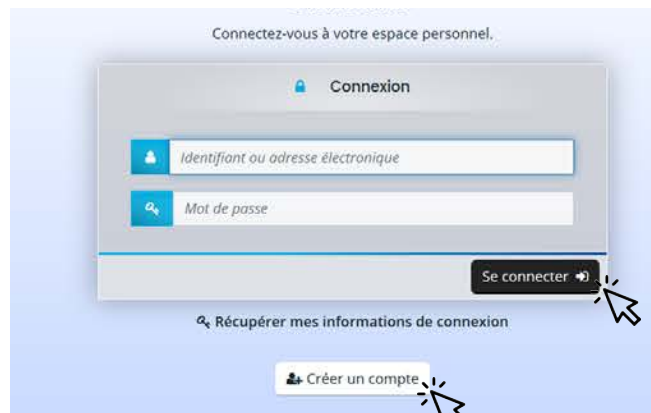 Connectez-vous à votre espace personnel.
Connexion
Identifiant ou adresse électronique
Mot de passe
Se connecter
Récupérer mes informations de connexion
Créer un compte